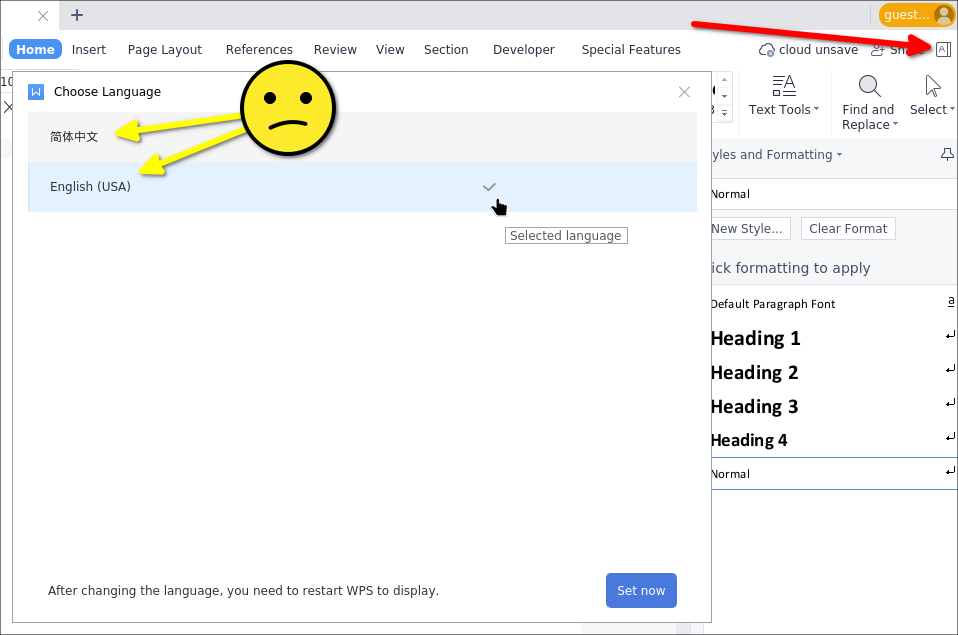 guest...
Home Insert Page Layout References Review View Section Developer Special Features cloud unsave
A
10
W Choose Language
简体中文
English (USA)
Selected language
After changing the language, you need to restart WPS to display.
Set now
Text Tools
Find and
Replace
Select
yles and Formatting
Normal
New Style... Clear Format
ick formatting to apply
Default Paragraph Font a
Heading 1
Heading 2
Heading 3
Heading 4
Normal